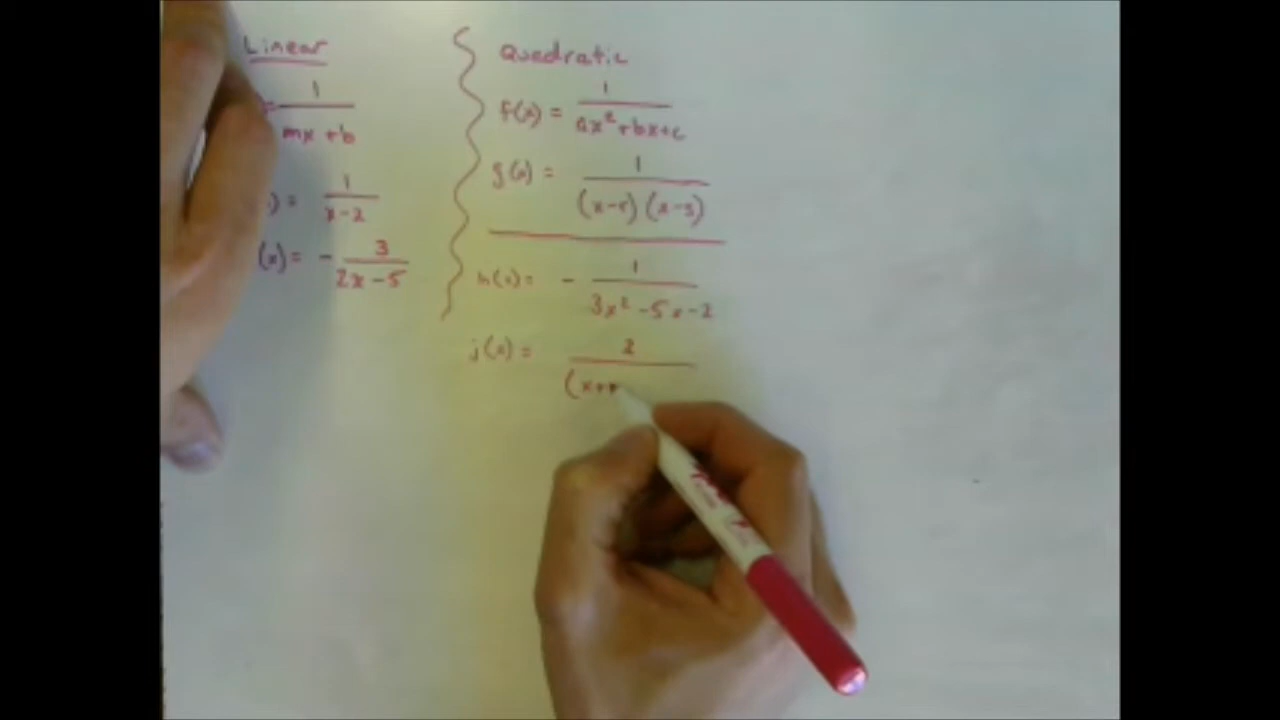 Linear
= 1 / mx + b
) = 1 / x - 2
(x) = - 3 / 2x - 5
Quadratic
f(x) = 1 / ax² + bx + c
g(x) = 1 / (x - r)(x - s)
h(x) = - 1 / 3x² - 5x - 2
j(x) = 2 / (x +